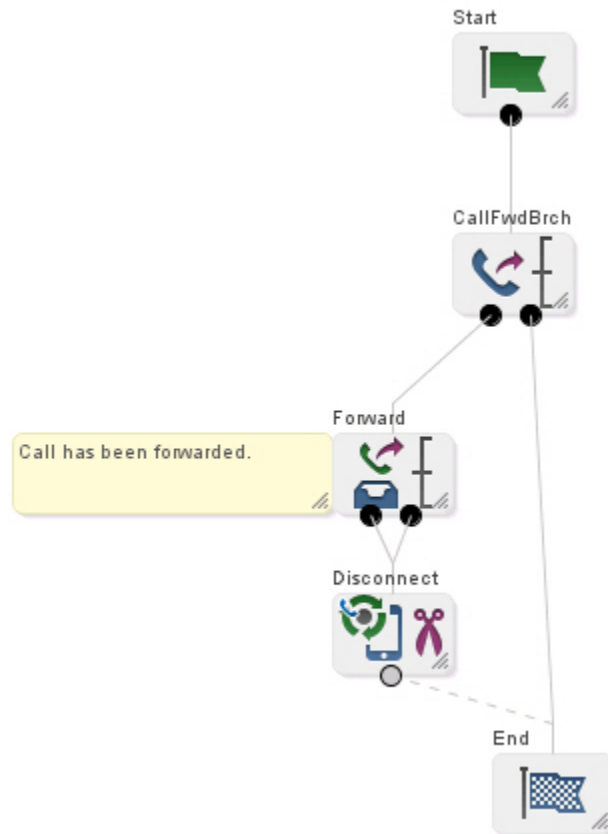 Start
CallFwdBrch
Forward
Call has been forwarded.
Disconnect
End